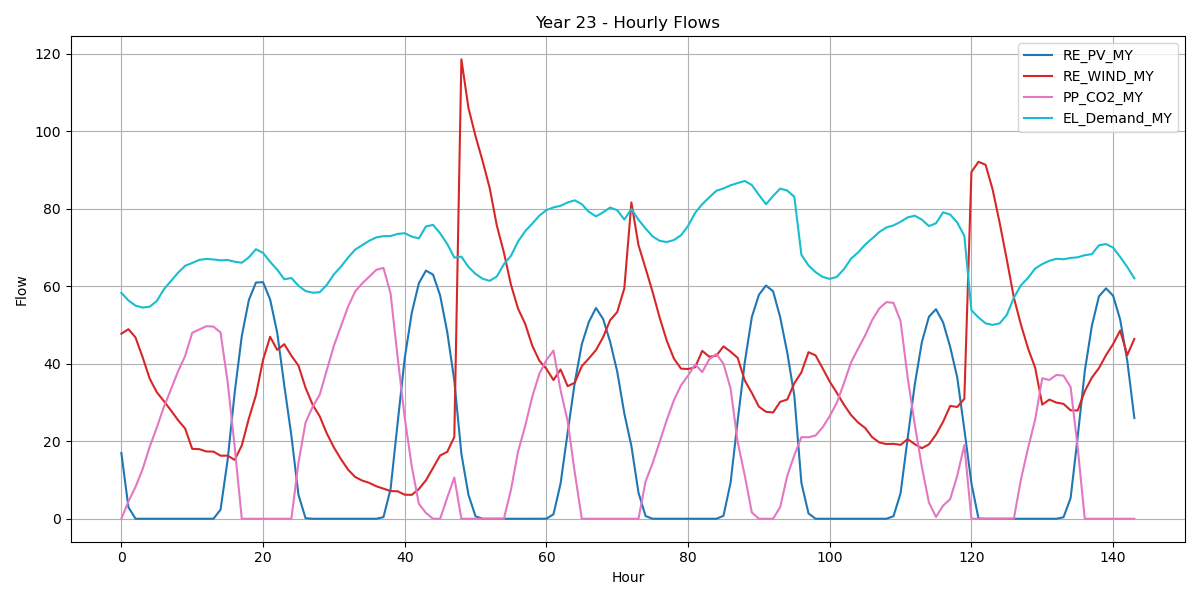 Year 23 - Hourly Flows
120
100
80
60
40
20
0
Flow
RE_PV_MY
RE_WIND_MY
PP_CO2_MY
EL_Demand_MY
0
20
40
60
80
100
120
140
Hour